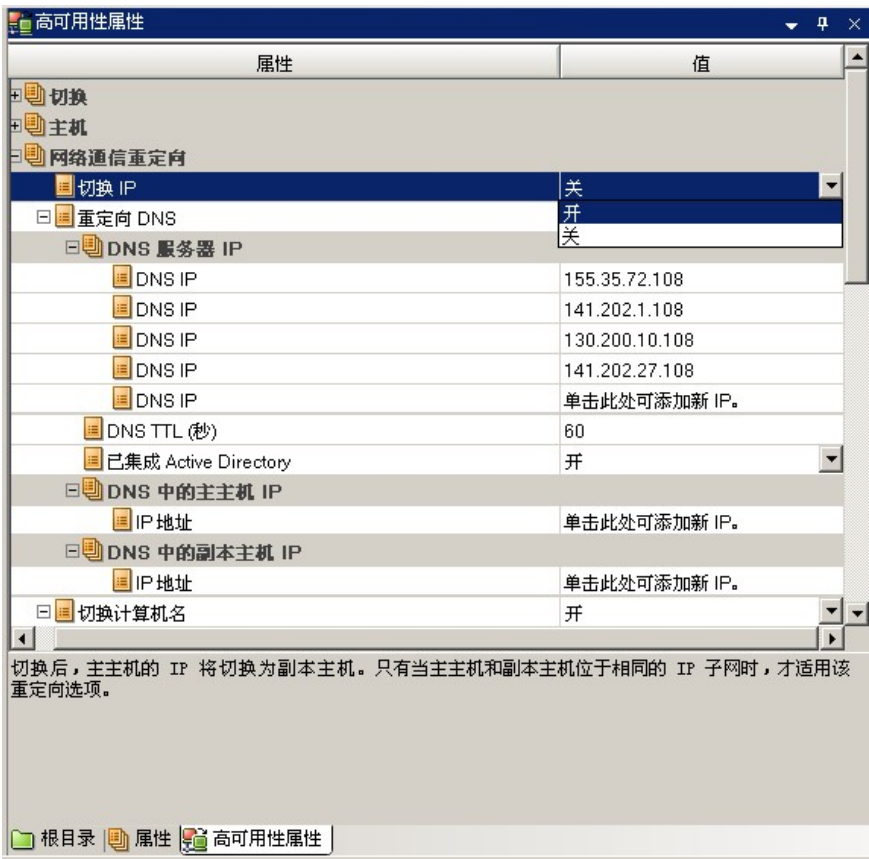 高可用性属性
属性 值
切换
主机
网络通信重定向
切换 IP 关
开
重定向 DNS
关
DNS 服务器 IP
DNS IP 155.35.72.108
DNS IP 141.202.1.108
DNS IP 130.200.10.108
DNS IP 141.202.27.108
DNS IP 单击此处可添加新 IP。
DNS TTL (秒) 60
已集成 Active Directory 开
DNS 中的主主机 IP
IP 地址 单击此处可添加新 IP。
DNS 中的副本主机 IP
IP 地址 单击此处可添加新 IP。
切换计算机名 开
切换后，主主机的 IP 将切换为副本主机。只有当主主机和副本主机位于相同的 IP 子网时，才适用该
重定向选项。
根目录 属性 高可用性属性